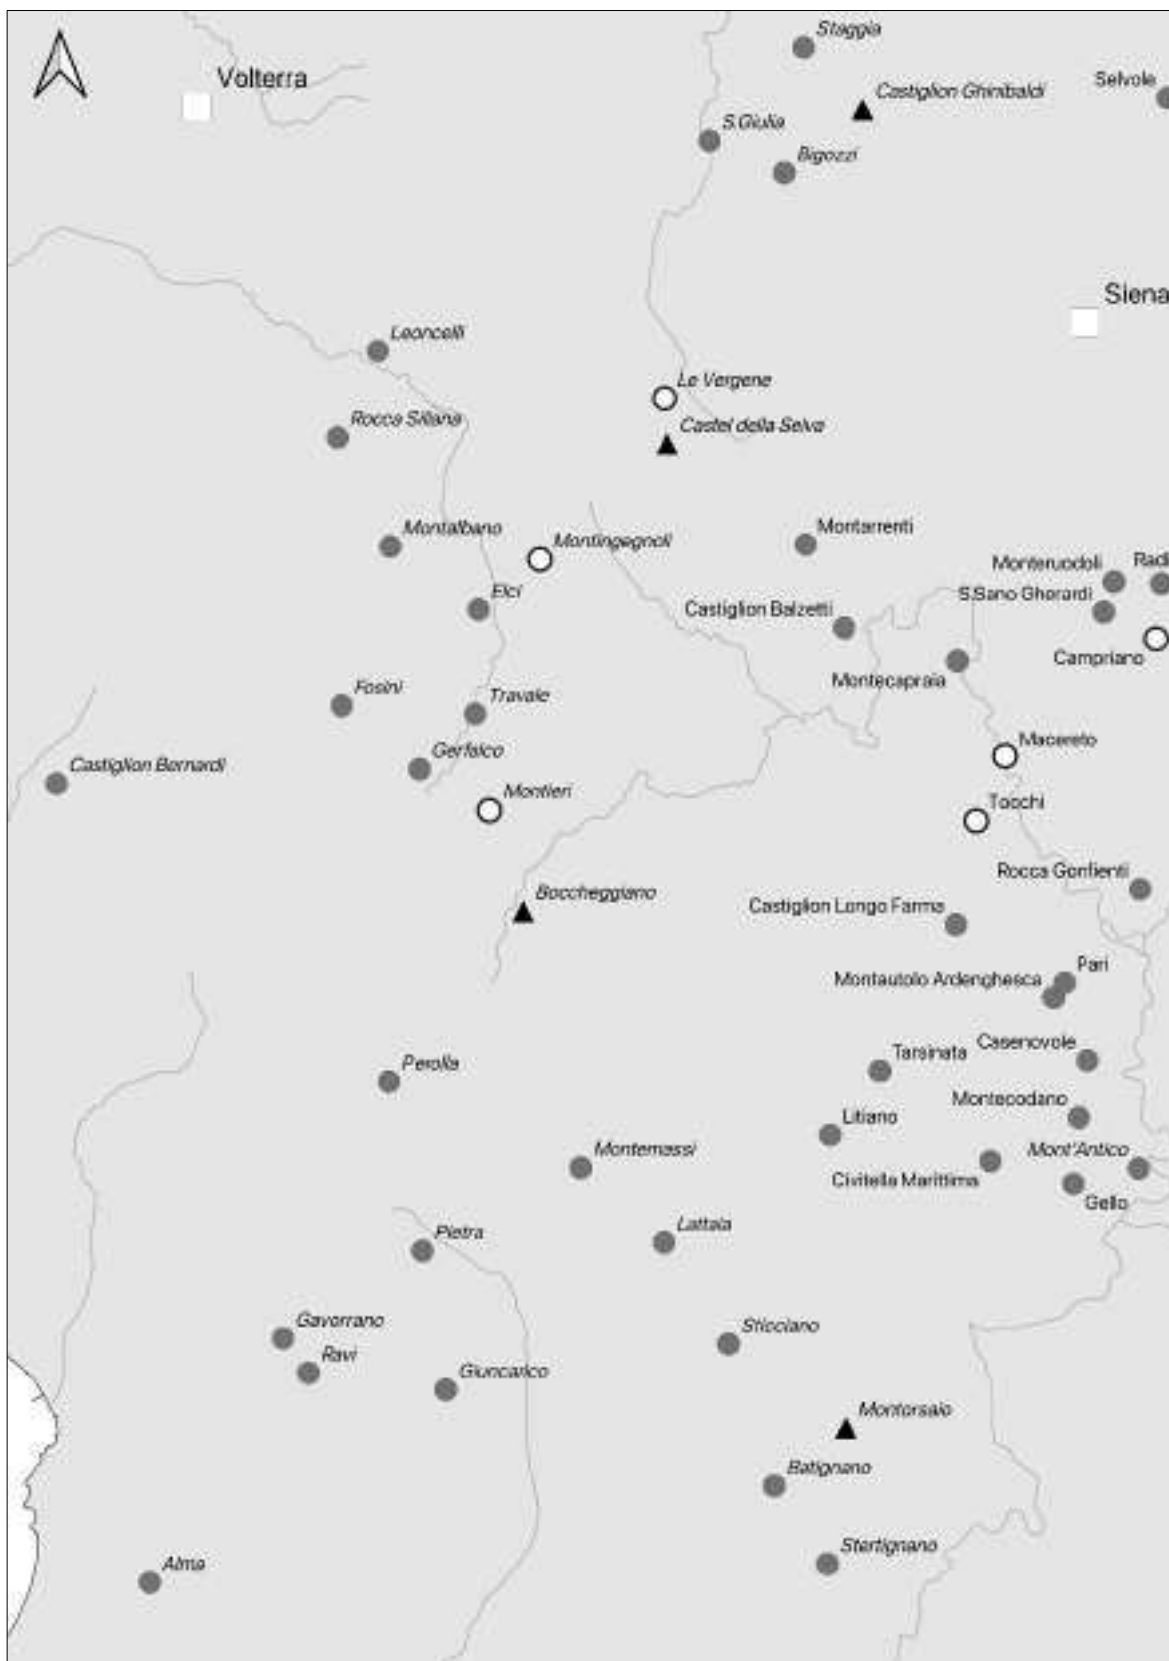 Staggia
Volterra
Castiglion Ghinibaldi
Selvole
S.Giulia
Bigozzi
Siena
Leoncelli
Le Vergene
Rocca Sillana
Castel della Selva
Montalbano
Montingegnoli
Montarrenti
Monteruodoli
Radi
Elci
S.Sano Gherardi
Castiglion Balzetti
Campriano
Montecapraia
Fosini
Travale
Macereto
Gerfalco
Castiglion Bernardi
Montieri
Tocchi
Rocca Gonfienti
Boccheggiano
Castiglion Longo Farma
Pari
Montautolo Ardenghesca
Casenovole
Tarsinata
Perolla
Montecodano
Litiano
Montemassi
Mont'Antico
Civitella Marittima
Gello
Lattaia
Pietra
Gavorrano
Sticciano
Ravi
Giuncarico
Montorsaio
Batignano
Stertignano
Alma